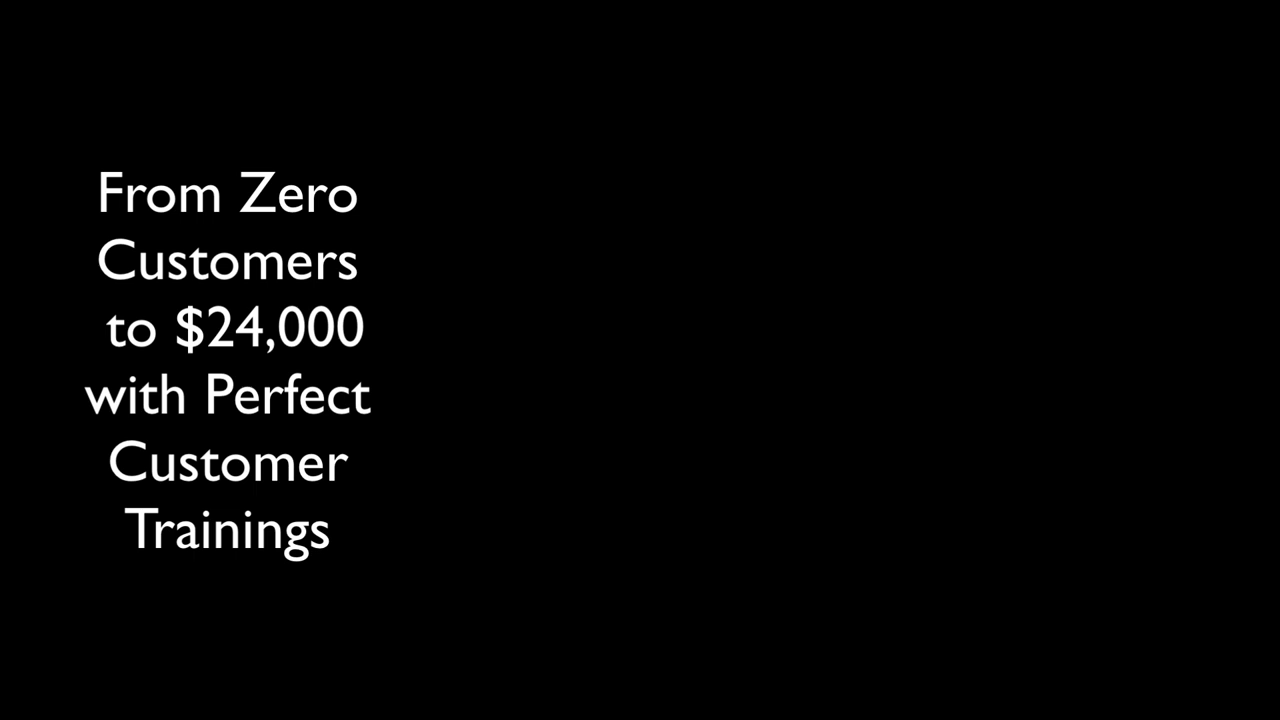 From Zero
Customers
to $24,000
with Perfect
Customer
Trainings